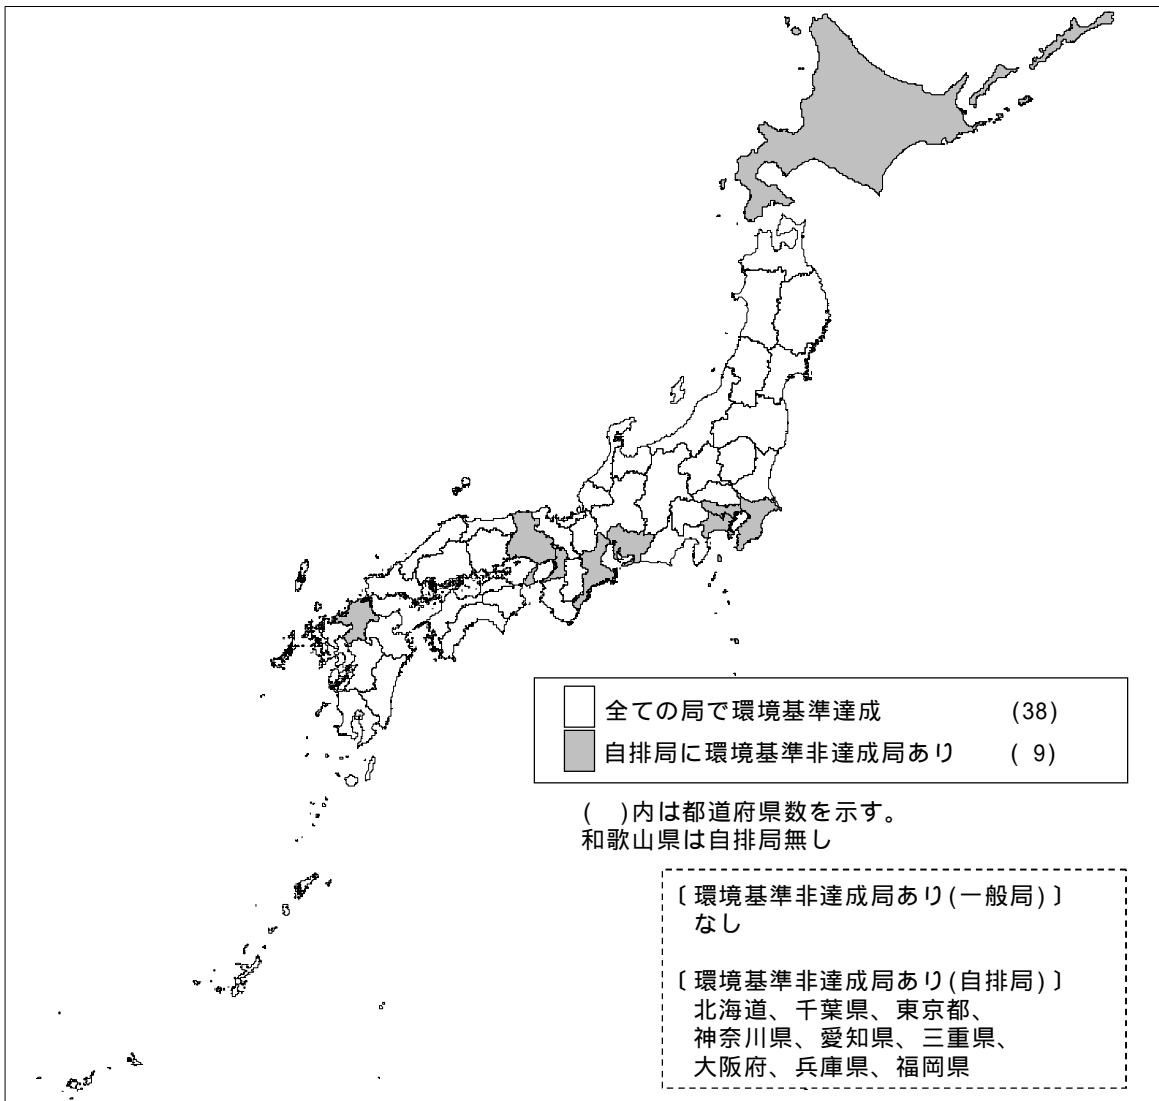 全ての局で環境基準達成 (38)
自排局に環境基準非達成局あり ( 9)
( )内は都道府県数を示す。
和歌山県は自排局無し
〔 環境基準非達成局あり(一般局) 〕
なし
〔 環境基準非達成局あり(自排局) 〕
北海道、千葉県、東京都、
神奈川県、愛知県、三重県、
大阪府、兵庫県、福岡県